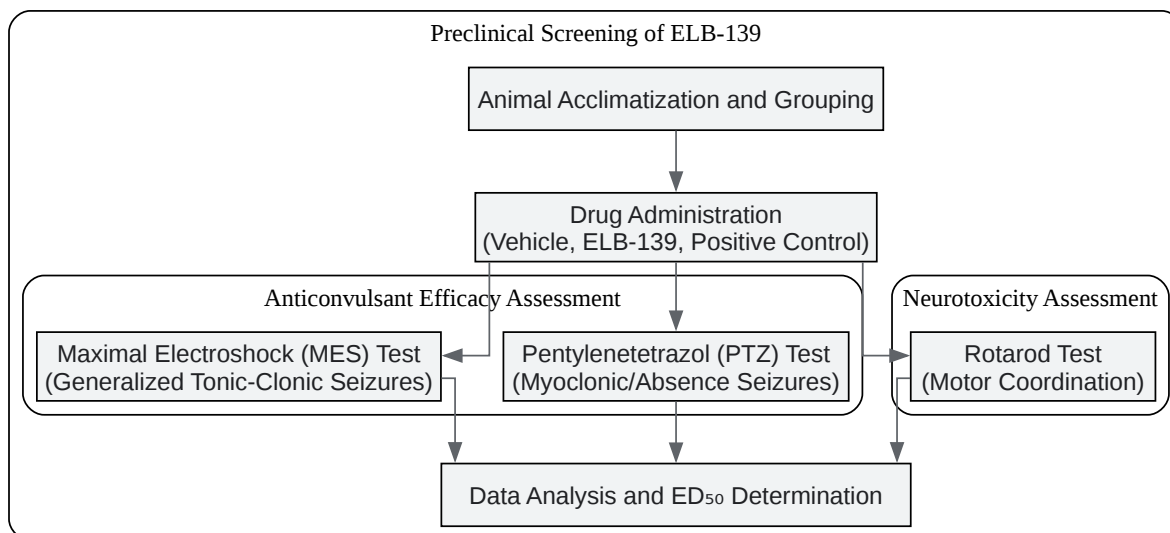 Preclinical Screening of ELB-139
Animal Acclimatization and Grouping
Drug Administration
(Vehicle, ELB-139, Positive Control)
Anticonvulsant Efficacy Assessment
Neurotoxicity Assessment
Maximal Electroshock (MES) Test
(Generalized Tonic-Clonic Seizures)
Pentylenetetrazol (PTZ) Test
(Myoclonic/Absence Seizures)
Rotarod Test
(Motor Coordination)
Data Analysis and ED₅₀ Determination